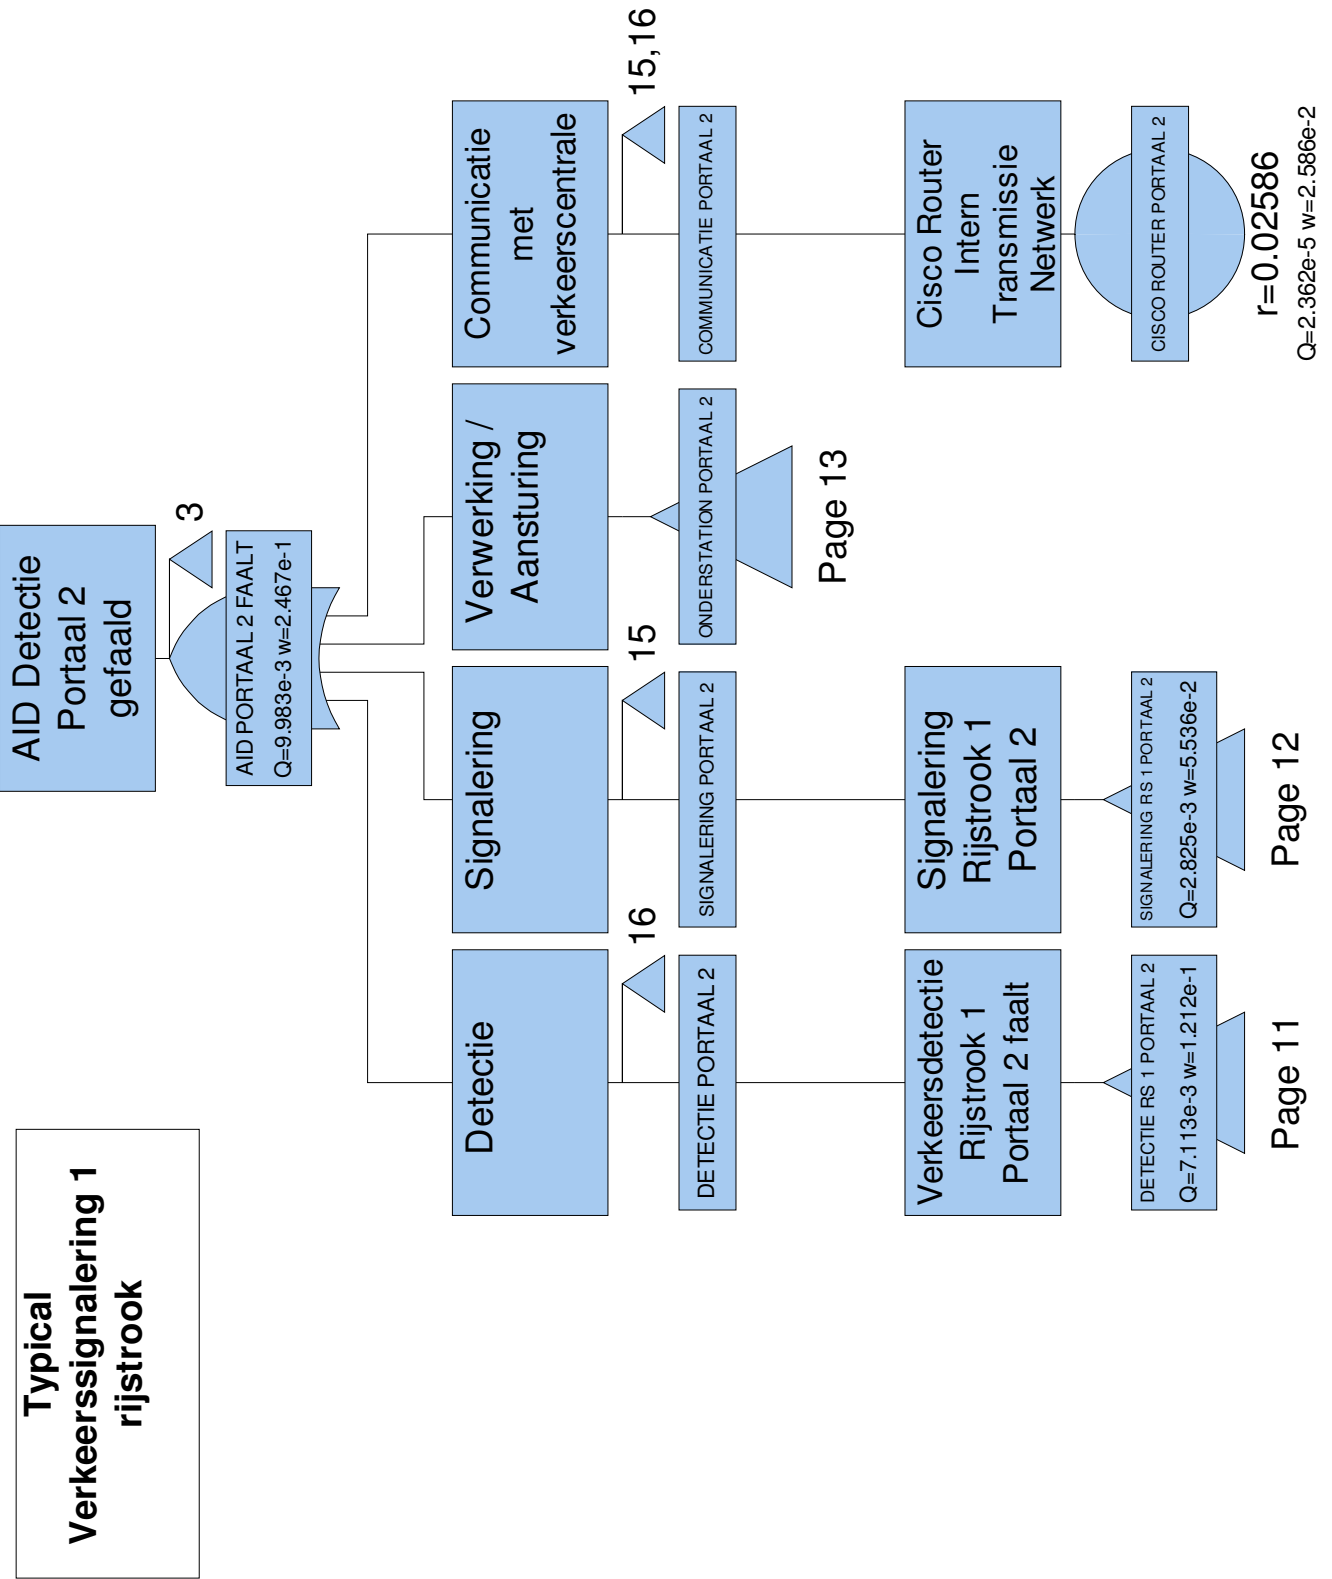 Typical
Verkeerssignalering 1
rijstrook
AID Detectie
Portaal 2
gefaald
3
AID PORTAAL 2 FAALT
Q=9.983e-3 w=2.467e-1
Detectie
16
DETECTIE PORTAAL 2
Signalering
15
SIGNALERING PORTAAL 2
Verwerking /
Aansturing
ONDERSTATION PORTAAL 2
Page 13
Communicatie
met
verkeerscentrale
15,16
COMMUNICATIE PORTAAL 2
Verkeersdetectie
Rijstrook 1
Portaal 2 faalt
DETECTIE RS 1 PORTAAL 2
Q=7.113e-3 w=1.212e-1
Page 11
Signalering
Rijstrook 1
Portaal 2
SIGNALERING RS 1 PORTAAL 2
Q=2.825e-3 w=5.536e-2
Page 12
Cisco Router
Intern
Transmissie
Netwerk
CISCO ROUTER PORTAAL 2
r=0.02586
Q=2.362e-5 w=2.586e-2